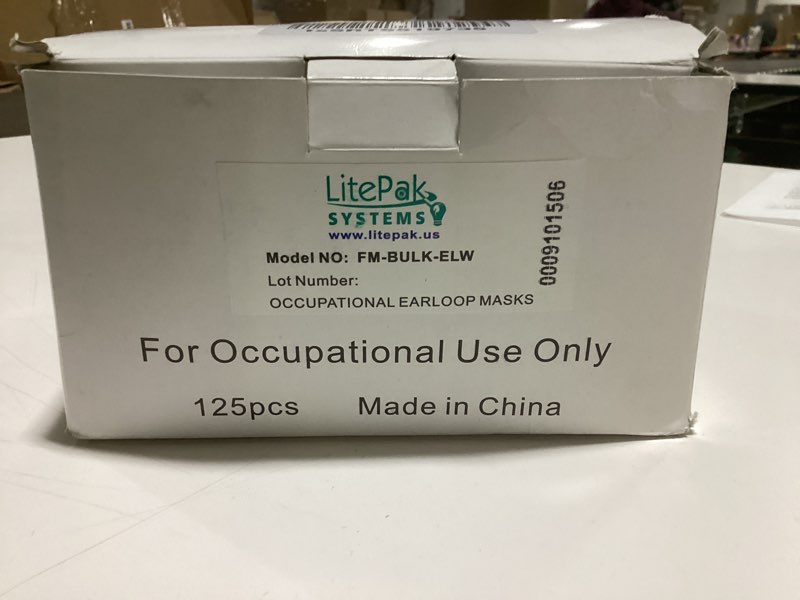 LitePak
SYSTEMS
www.litepak.us
Model NO: FM-BULK-ELW
Lot Number:
OCCUPATIONAL EARLOOP MASKS
0009101506
For Occupational Use Only
125pcs Made in China